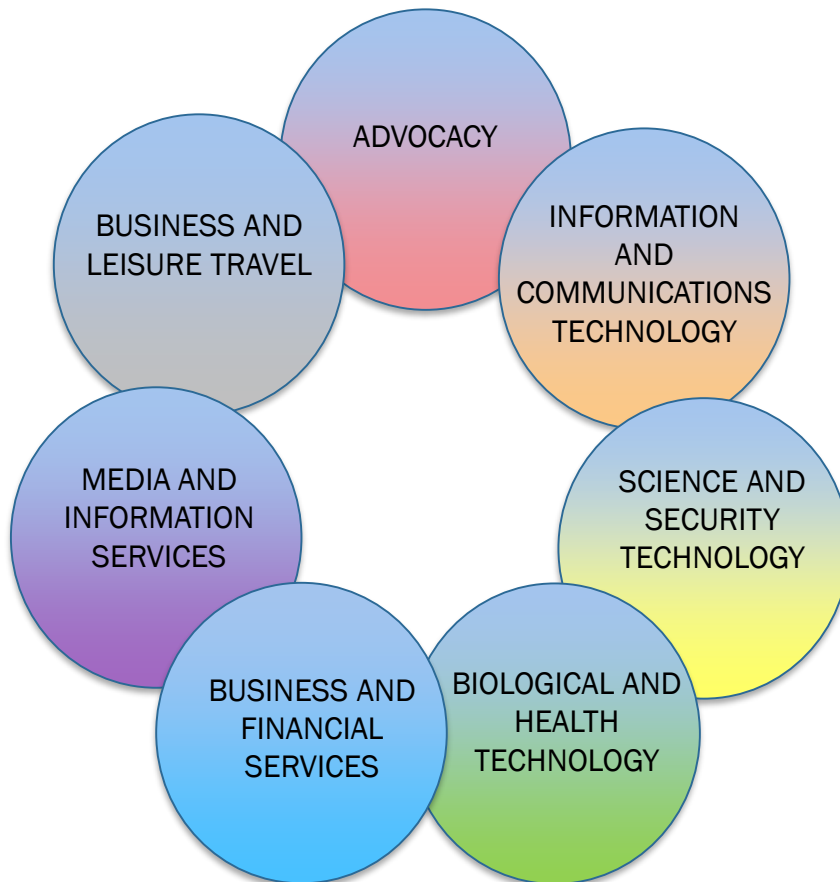 ADVOCACY
INFORMATION
AND
COMMUNICATIONS
TECHNOLOGY
SCIENCE AND
SECURITY
TECHNOLOGY
BIOLOGICAL AND
HEALTH
TECHNOLOGY
BUSINESS AND
FINANCIAL
SERVICES
MEDIA AND
INFORMATION
SERVICES
BUSINESS AND
LEISURE TRAVEL